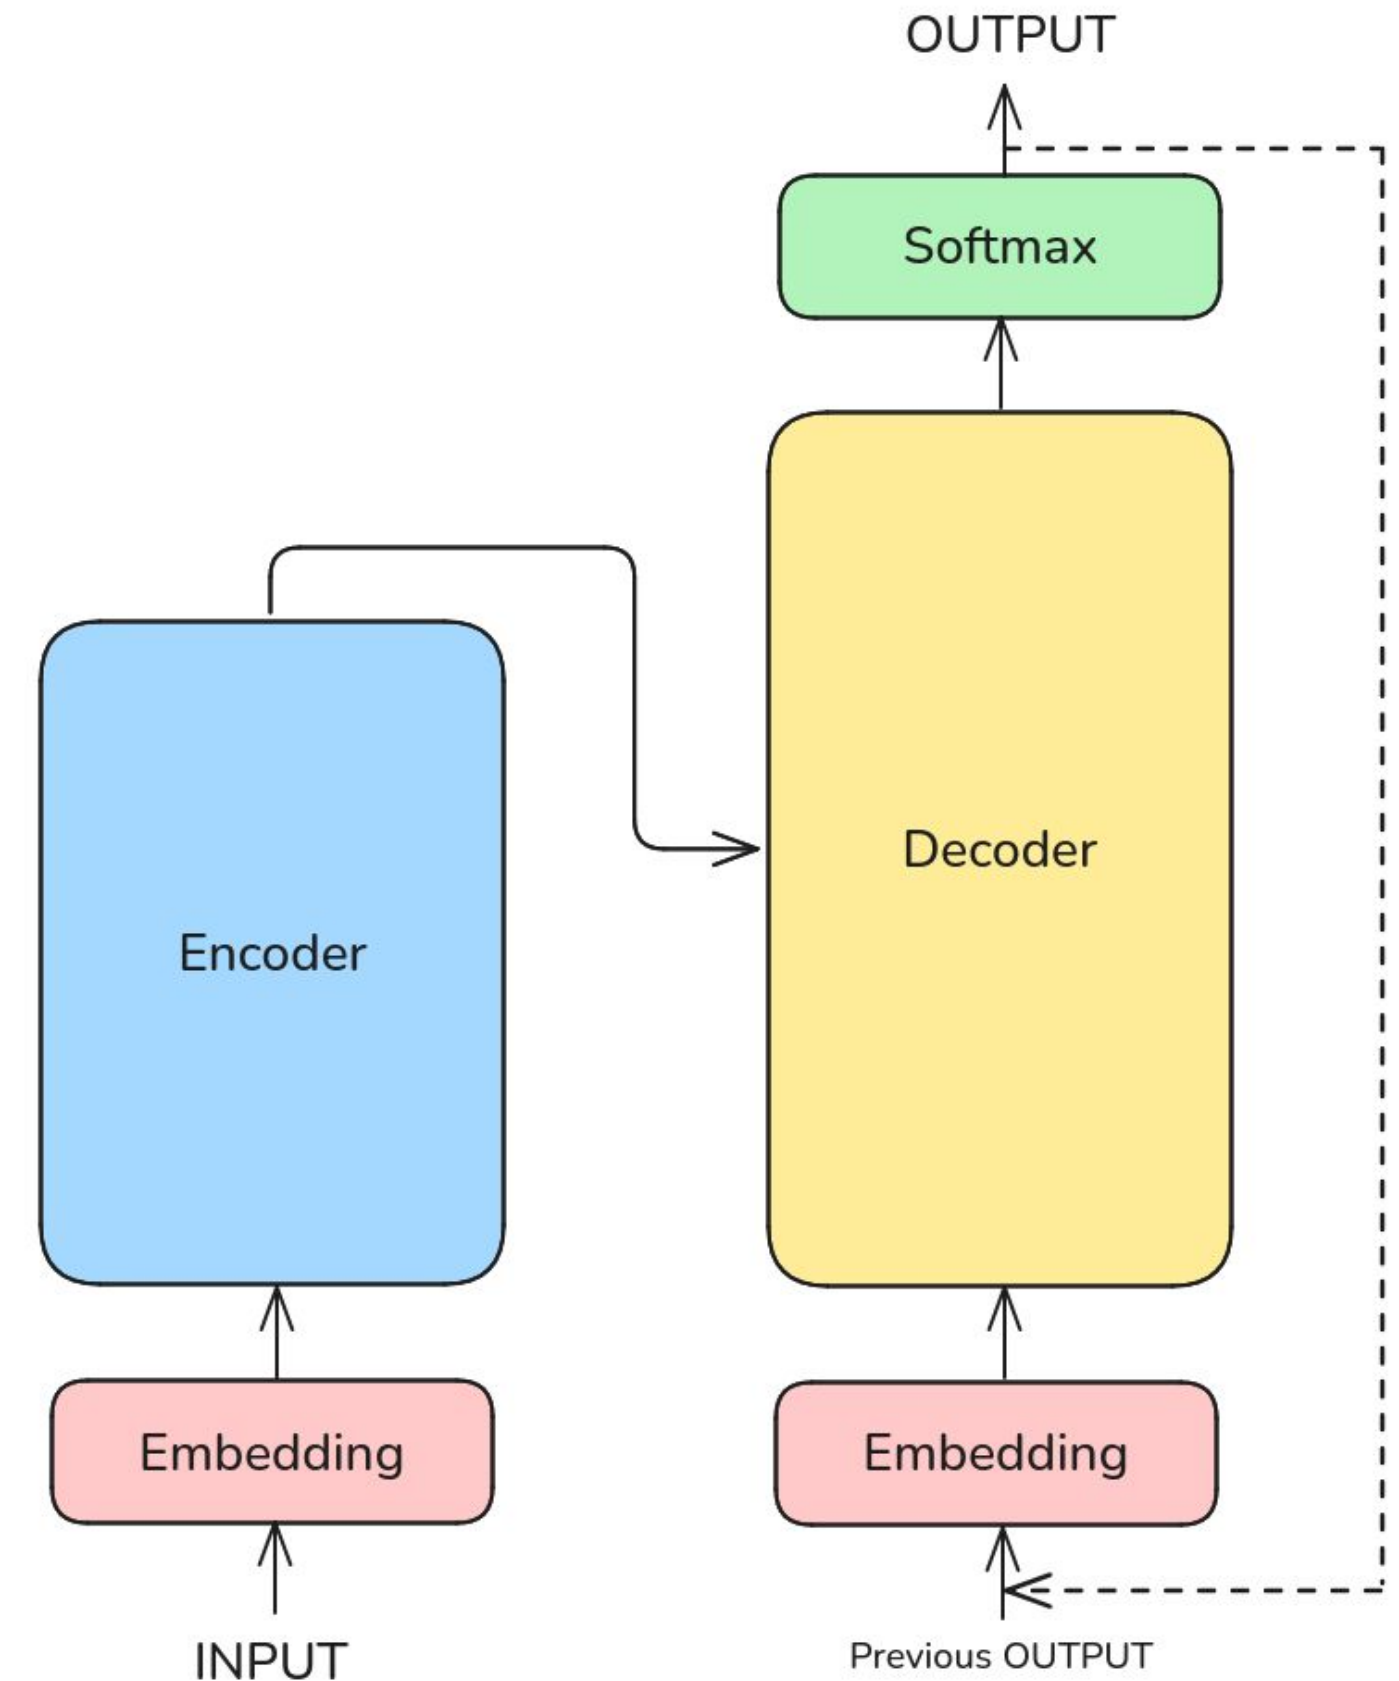 OUTPUT
Softmax
Decoder
Encoder
Embedding
Embedding
INPUT
Previous OUTPUT